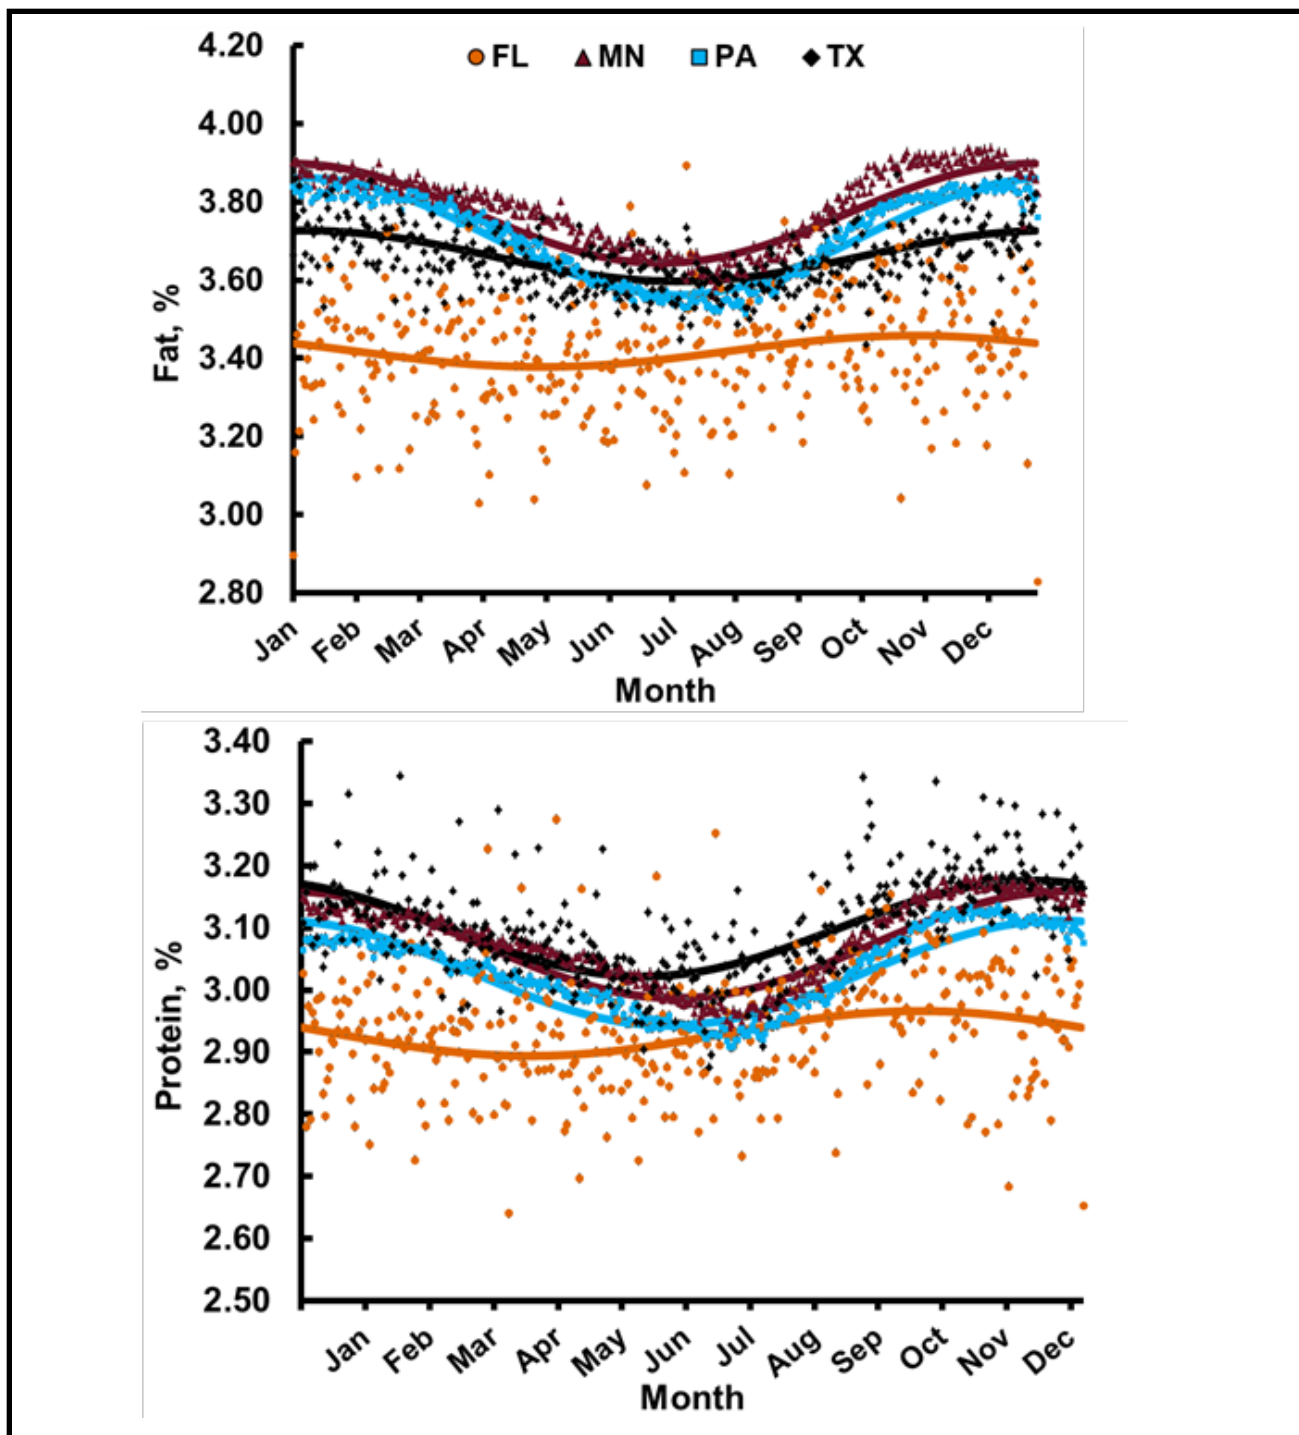 4.20
FL MN PA TX
4.00
3.80
3.60
3.40
3.20
3.00
2.80
Fat, %
Jan Feb Mar Apr May Jun Jul Aug Sep Oct Nov Dec
Month
3.40
3.30
3.20
3.10
3.00
2.90
2.80
2.70
2.60
2.50
Protein, %
Jan Feb Mar Apr May Jun Jul Aug Sep Oct Nov Dec
Month